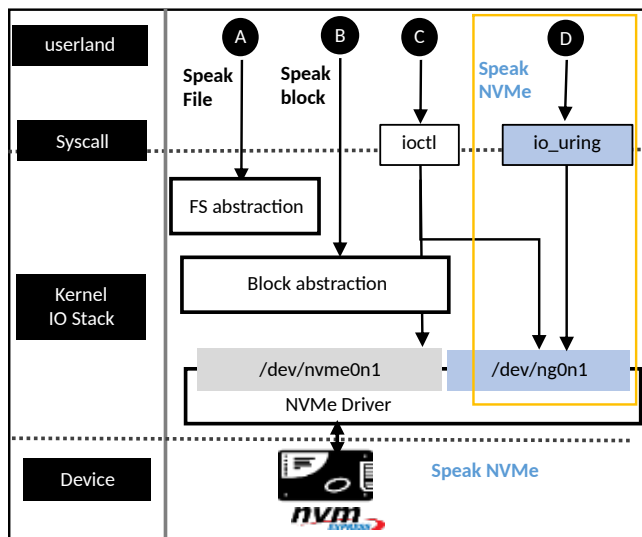 userland
A
B
C
D
Speak
File
Speak
block
Speak
NVMe
Syscall
ioctl
io_uring
FS abstraction
Kernel
IO Stack
Block abstraction
/dev/nvme0n1
/dev/ng0n1
NVMe Driver
Device
Speak NVMe
nvm
EXPRESS